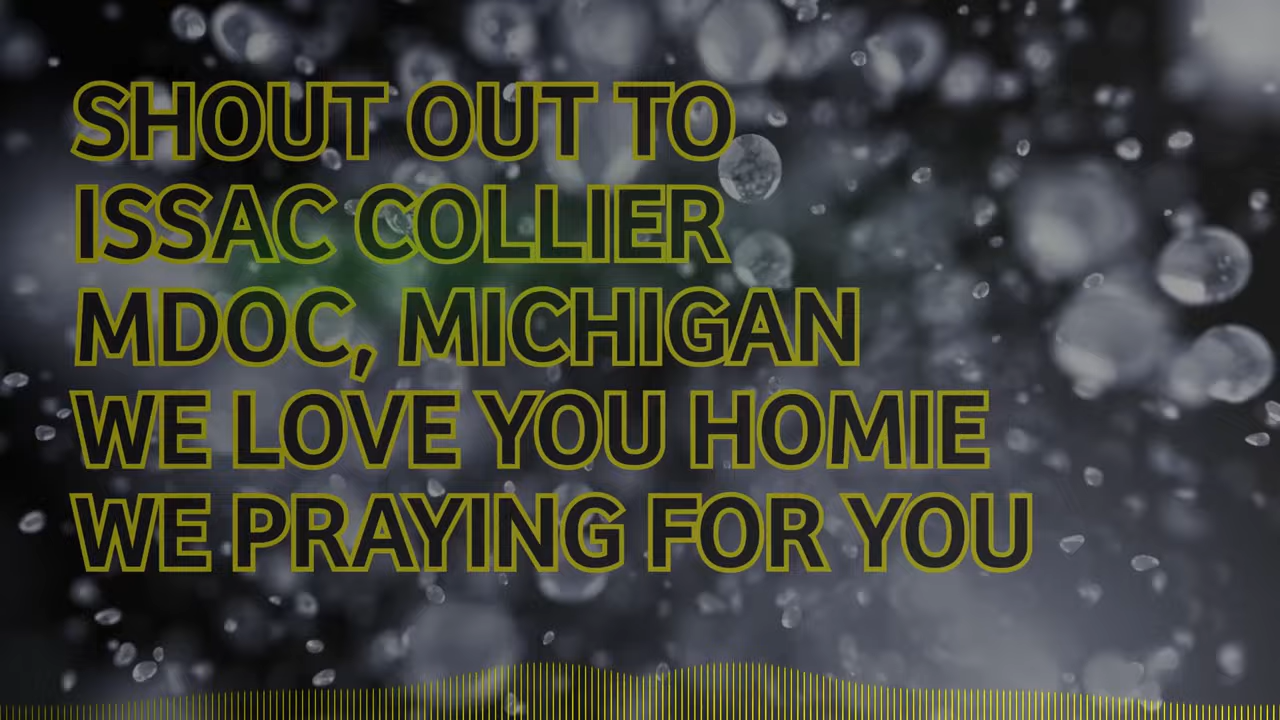 SHOUT OUT TO
ISSAC COLLIER
MDOC, MICHIGAN
WE LOVE YOU HOMIE
WE PRAYING FOR YOU